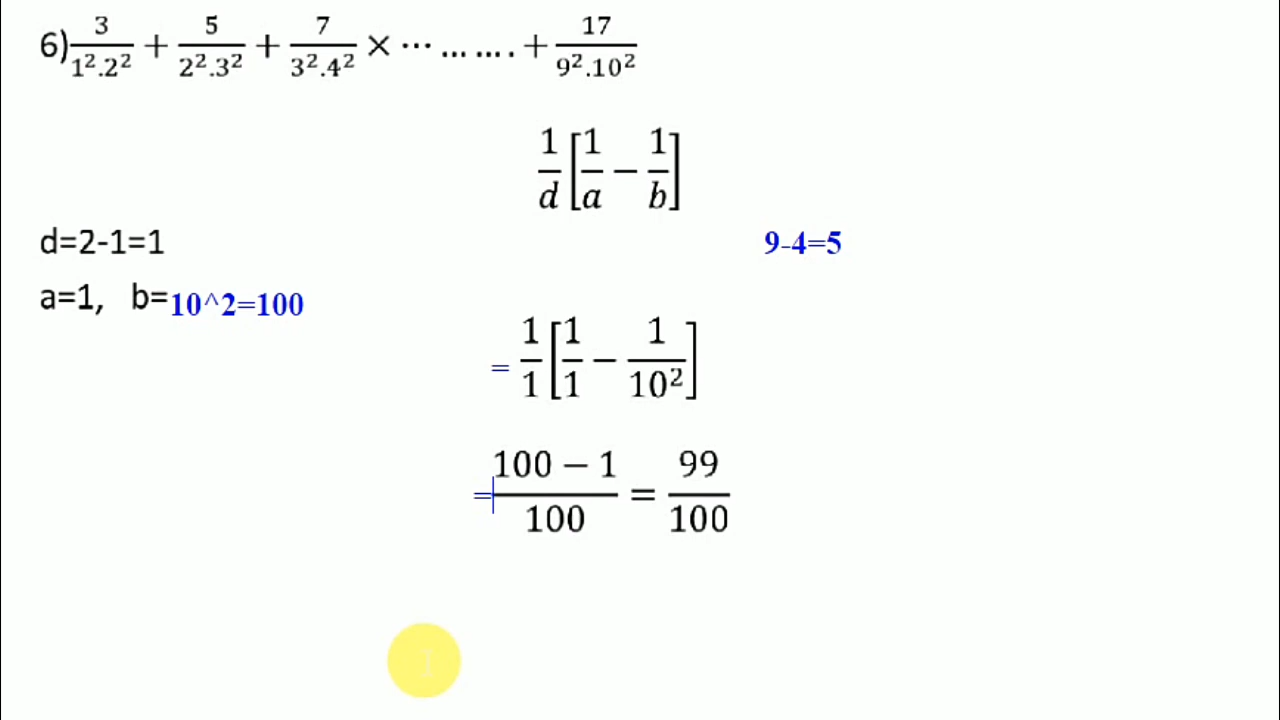 6) 3/1².2² + 5/2².3² + 7/3².4² × ⋯ … … . + 17/9².10²
1/d [1/a − 1/b]
d=2-1=1
9-4=5
a=1, b=10^2=100
= 1/1 [1/1 − 1/10²]
= 100 − 1/100 = 99/100